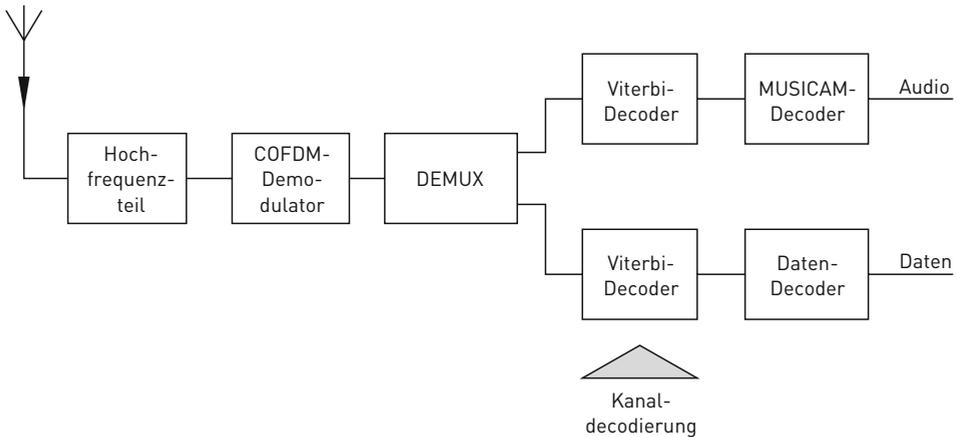 Hoch-
frequenz-
teil
COFDM-
Demo-
dulator
DEMUX
Viterbi-
Decoder
MUSICAM-
Decoder
Audio
Viterbi-
Decoder
Daten-
Decoder
Daten
Kanal-
decodierung